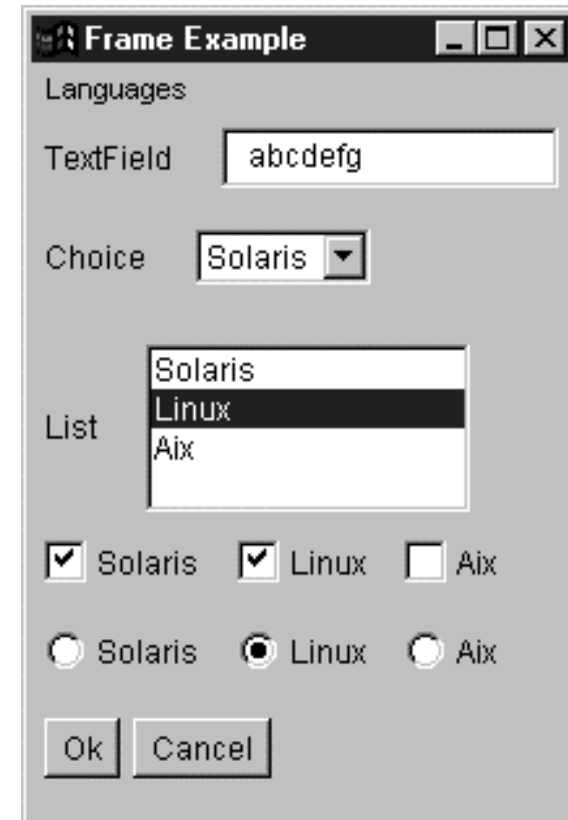 Frame Example
Languages
TextField abcdefg
Choice Solaris
Solaris
Linux
List
Aix
Solaris Linux Aix
Solaris Linux Aix
Ok Cancel